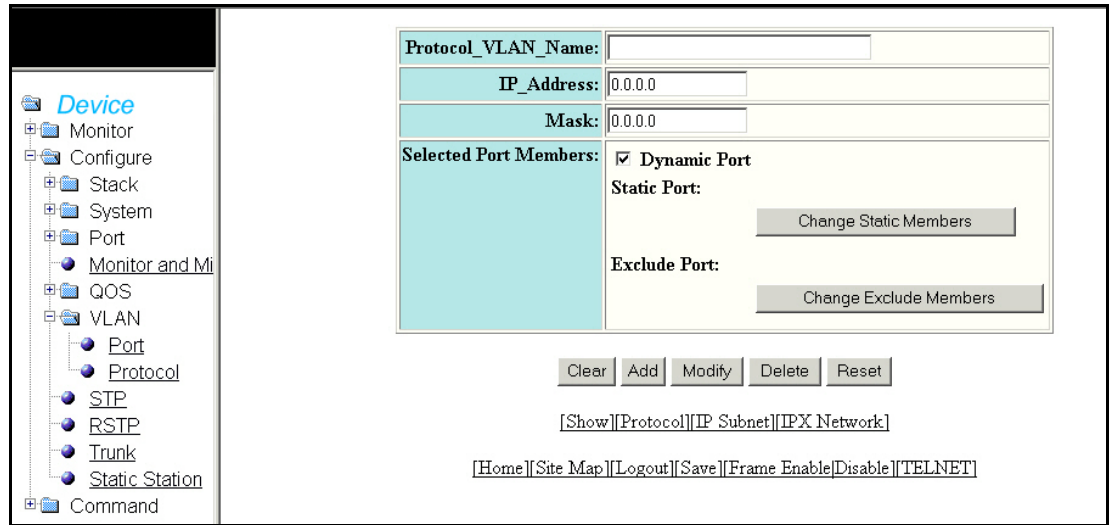 Device
Monitor
Configure
Stack
System
Port
Monitor and Mi
QOS
VLAN
Port
Protocol
STP
RSTP
Trunk
Static Station
Command
Protocol_VLAN_Name:
IP_Address: 0.0.0.0
Mask: 0.0.0.0
Selected Port Members: Dynamic Port
Static Port:
Change Static Members
Exclude Port:
Change Exclude Members
Clear Add Modify Delete Reset
[Show][Protocol][IP Subnet][IPX Network]
[Home][Site Map][Logout][Save][Frame Enable|Disable][TELNET]